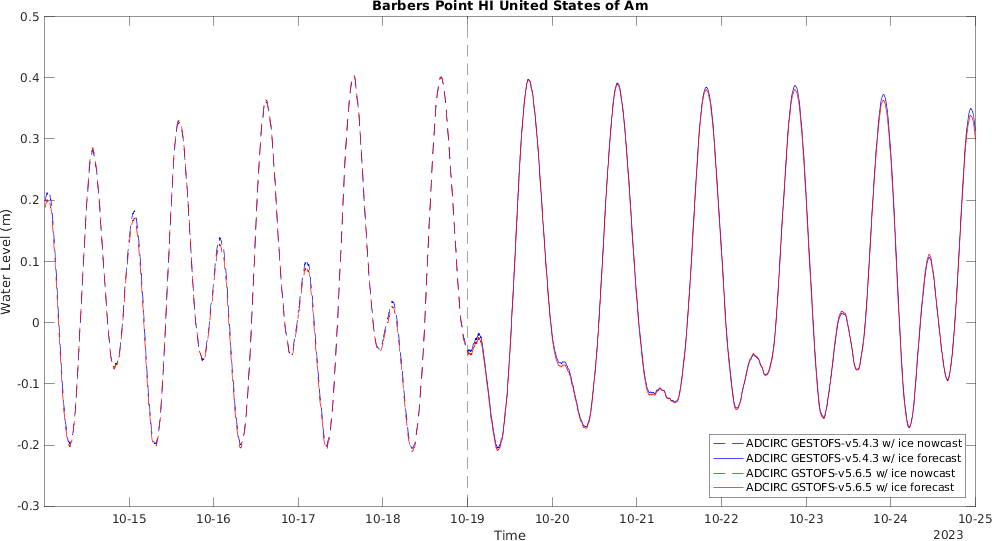 Barbers Point HI United States of Am
0.5
0.4
0.3
0.2
0.1
0
-0.1
-0.2
-0.3
Water Level (m)
ADCIRC GESTOFS-v5.4.3 w/ ice nowcast
ADCIRC GESTOFS-v5.4.3 w/ ice forecast
ADCIRC GSTOFS-v5.6.5 w/ ice nowcast
ADCIRC GSTOFS-v5.6.5 w/ ice forecast
10-15 10-16 10-17 10-18 10-19 10-20 10-21 10-22 10-23 10-24 10-25
Time
2023